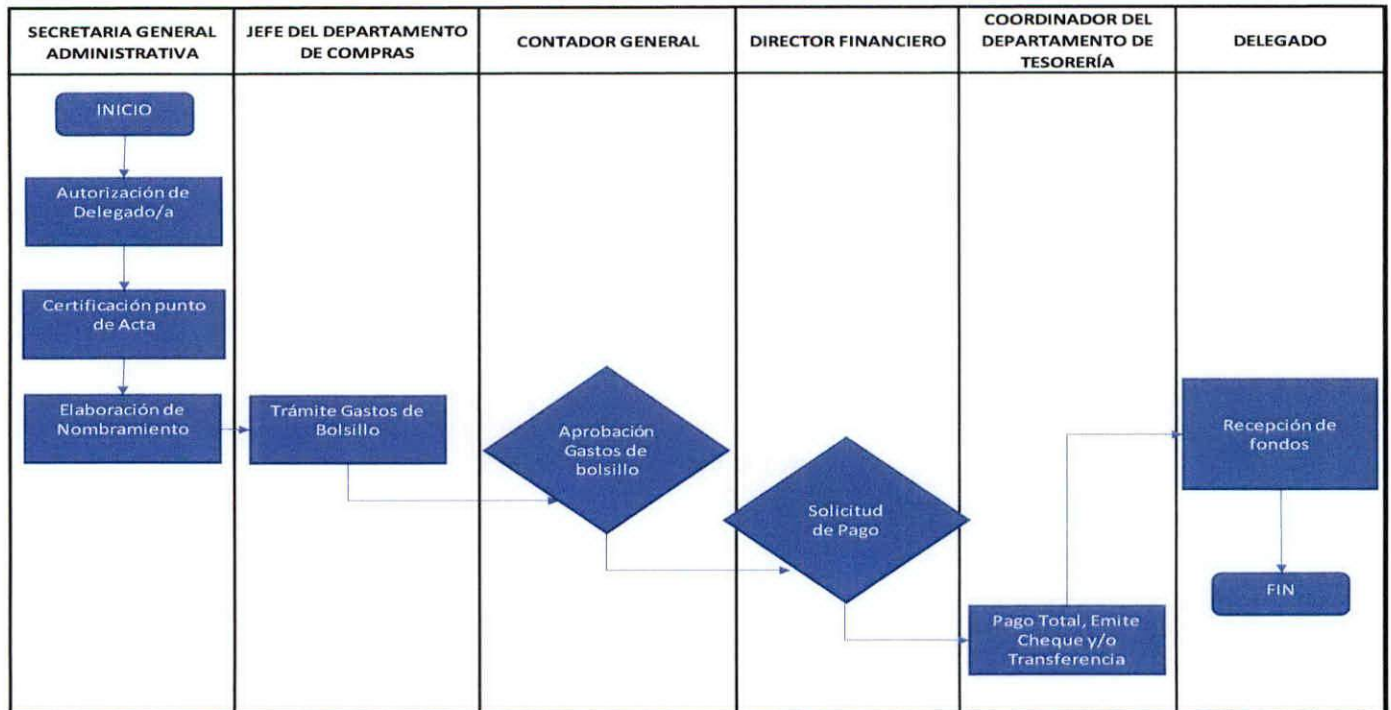 SECRETARIA GENERAL
ADMINISTRATIVA
JEFE DEL DEPARTAMENTO
DE COMPRAS
CONTADOR GENERAL
DIRECTOR FINANCIERO
COORDINADOR DEL
DEPARTAMENTO DE
TESORERÍA
DELEGADO
INICIO
Autorización de
Delegado/a
Certificación punto
de Acta
Elaboración de
Nombramiento
Trámite Gastos de
Bolsillo
Aprobación
Gastos de
bolsillo
Solicitud
de Pago
Pago Total, Emite
Cheque y/o
Transferencia
Recepción de
fondos
FIN